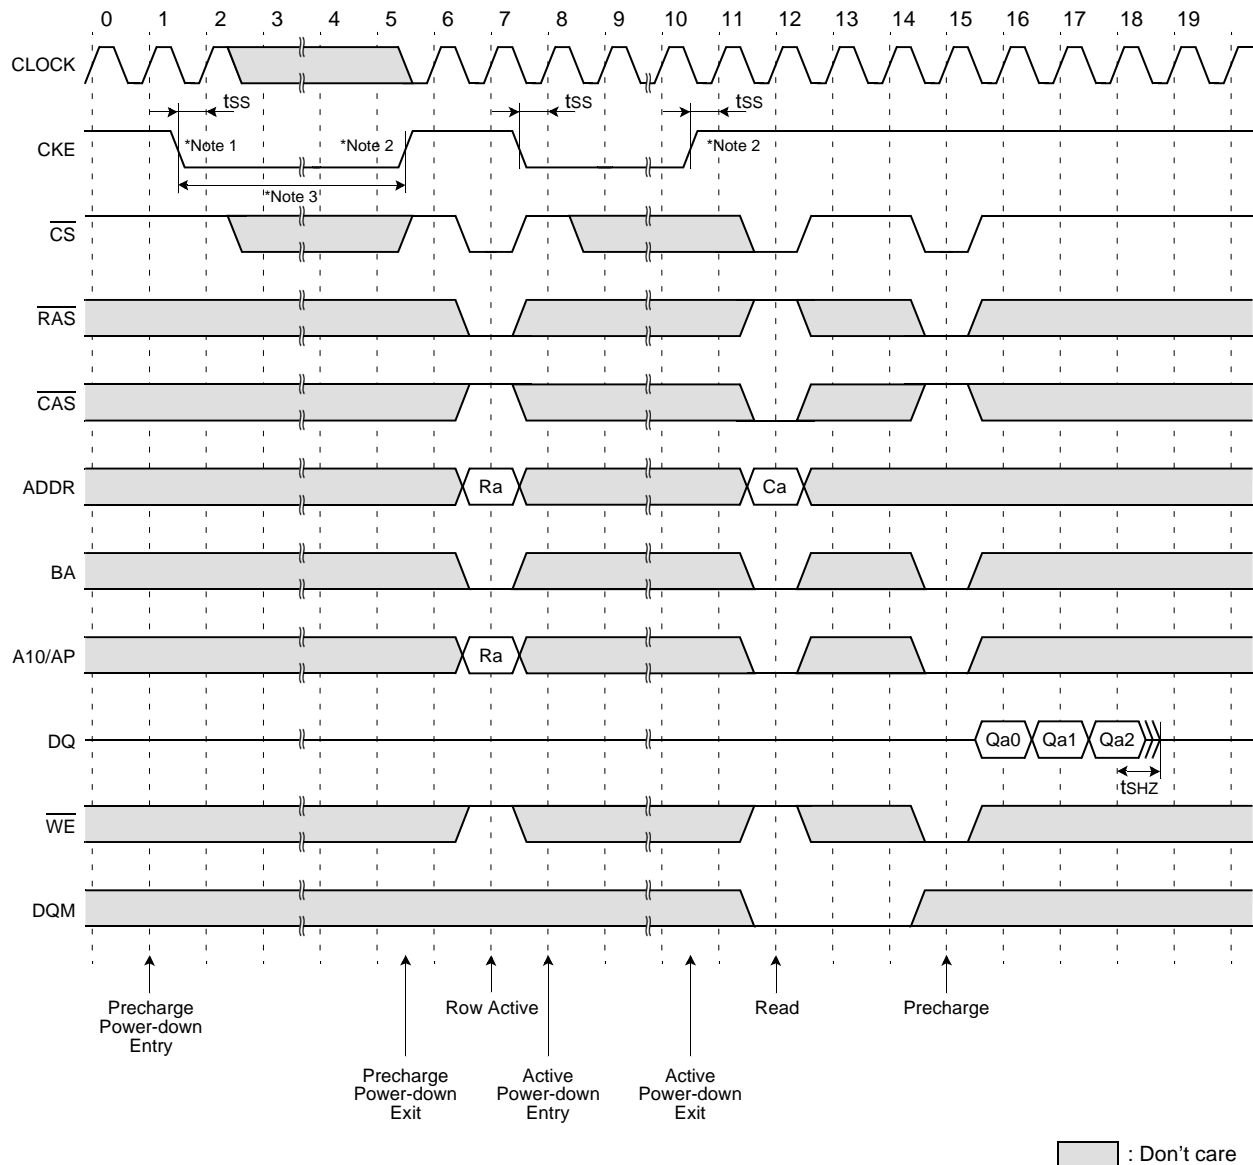 0 1 2 3 4 5 6 7 8 9 10 11 12 13 14 15 16 17 18 19
CLOCK
tSS tSS tSS
CKE *Note 1 *Note 2 *Note 2
*Note 3
CS
RAS
CAS
ADDR Ra Ca
BA
A10/AP Ra
DQ Qa0 Qa1 Qa2
tSHZ
WE
DQM
Precharge
Power-down
Entry
Row Active
Read
Precharge
Precharge
Power-down
Exit
Active
Power-down
Entry
Active
Power-down
Exit
: Don't care